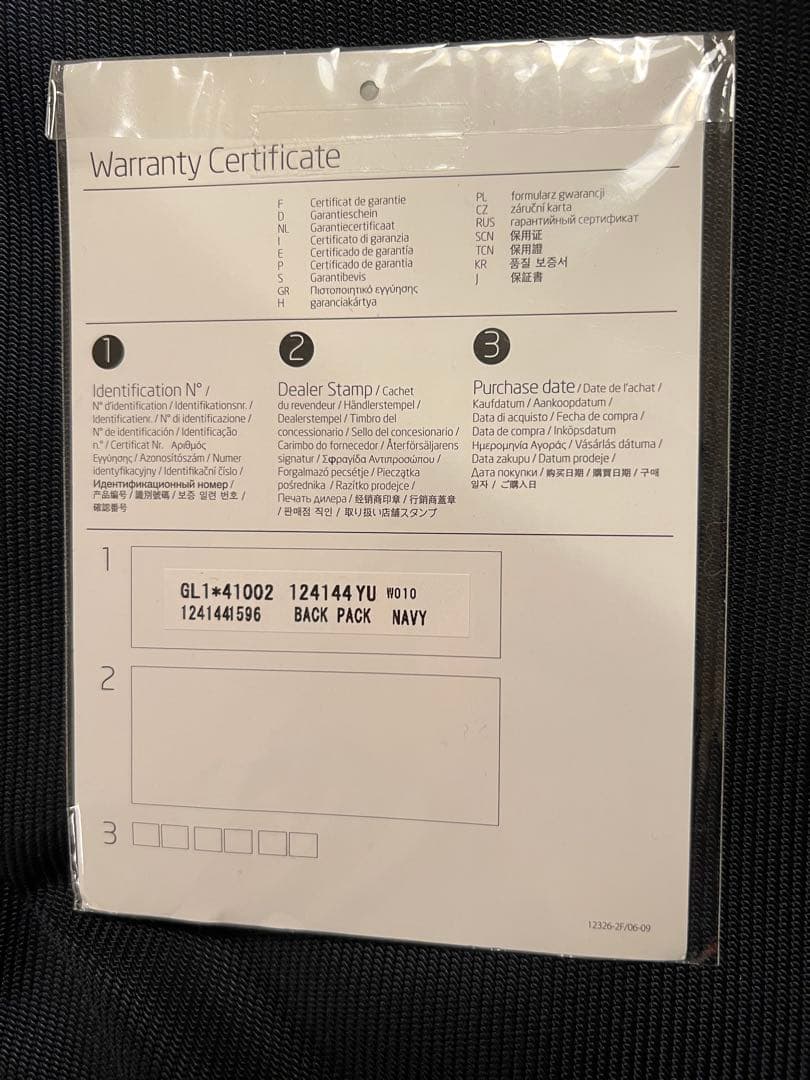 Warranty Certificate
F Certificat de garantie
D Garantieschein
NL Garantiecertificaat
I Certificato di garanzia
E Certificado de garantía
P Certificado de garantia
S Garantibevis
GR Πιστοποιητικό εγγύησης
H garanciakártya
PL formularz gwarancji
CZ záruční karta
RUS гарантийный сертификат
SCN 保用证
TCN 保用證
KR 품질 보증서
J 保証書
1
Identification N° /
N° d'identification / Identifikationsnr. /
Identificatienr. / N° di identificazione /
N° de identificación / Identificação
n.° / Certificat Nr. Αριθμός
Εγγύησης / Azonosítószám / Numer
identyfikacyjny / Identifikační číslo /
Идентификационный номер /
产品编号 / 識別號碼 / 보증 일련 번호 /
確認番号
2
Dealer Stamp / Cachet
du revendeur / Händlerstempel /
Dealerstempel / Timbro del
concessionario / Sello del concesionario /
Carimbo do fornecedor / Återförsäljarens
signatur / Σφραγίδα Αντιπροσώπου /
Forgalmazó pecsétje / Pieczątka
pośrednika / Razítko prodejce /
Печать дилера / 经销商印章 / 行銷商蓋章
/ 판매점 직인 / 取り扱い店舗スタンプ
3
Purchase date / Date de l'achat /
Kaufdatum / Aankoopdatum /
Data di acquisto / Fecha de compra /
Data de compra / Inköpsdatum
Ημερομηνία Αγοράς / Vásárlás dátuma /
Data zakupu / Datum prodeje /
Дата покупки / 购买日期 / 購買日期 / 구매
일자 / ご購入日
1
GL1*41002 124144 YU W010
1241441596 BACK PACK NAVY
2
3
12326-2F/06-09